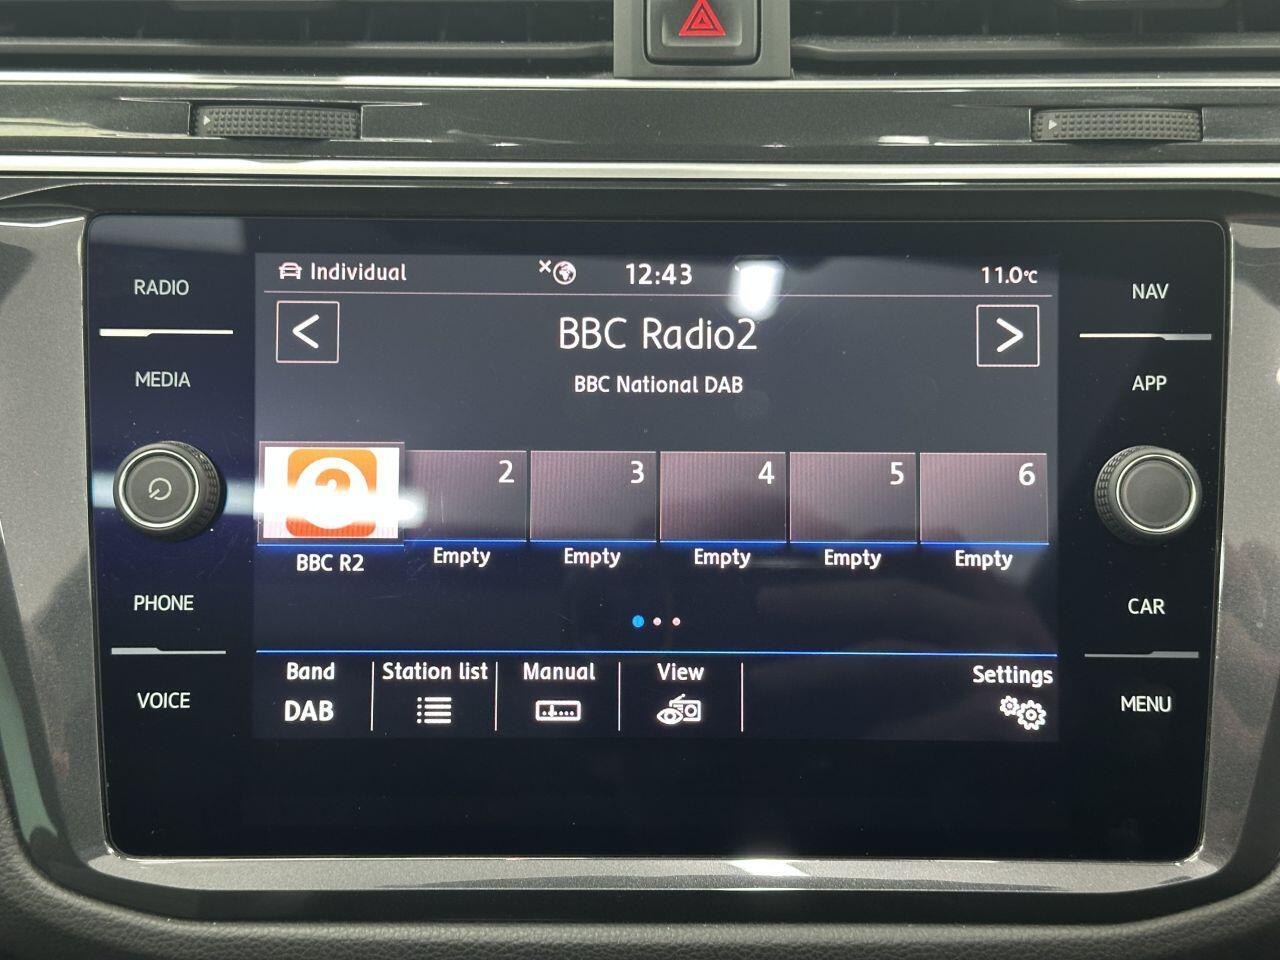 RADIO
MEDIA
PHONE
VOICE
Individual 12:43 11.0°C
< BBC Radio2 >
BBC National DAB
2 3 4 5 6
BBC R2 Empty Empty Empty Empty Empty
Band Station list Manual View Settings
DAB
NAV
APP
CAR
MENU